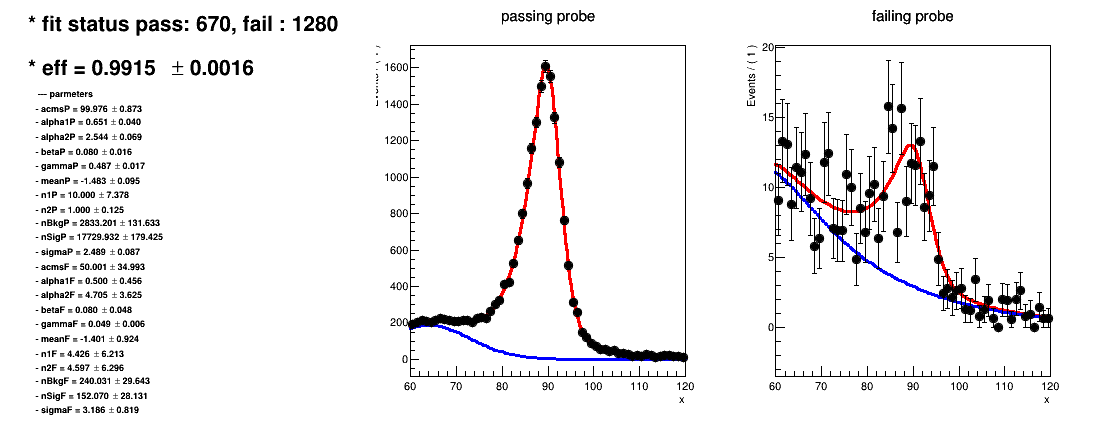 * fit status pass: 670, fail : 1280
* eff = 0.9915 ± 0.0016
— parmeters
- acmsP = 99.976 ± 0.873
- alpha1P = 0.651 ± 0.040
- alpha2P = 2.544 ± 0.069
- betaP = 0.080 ± 0.016
- gammaP = 0.487 ± 0.017
- meanP = -1.483 ± 0.095
- n1P = 10.000 ± 7.378
- n2P = 1.000 ± 0.125
- nBkgP = 2833.201 ± 131.633
- nSigP = 17729.932 ± 179.425
- sigmaP = 2.489 ± 0.087
- acmsF = 50.001 ± 34.993
- alpha1F = 0.500 ± 0.456
- alpha2F = 4.705 ± 3.625
- betaF = 0.080 ± 0.048
- gammaF = 0.049 ± 0.006
- meanF = -1.401 ± 0.924
- n1F = 4.426 ± 6.213
- n2F = 4.597 ± 6.296
- nBkgF = 240.031 ± 29.643
- nSigF = 152.070 ± 28.131
- sigmaF = 3.186 ± 0.819
passing probe
1600
1400
1200
1000
800
600
400
200
0
60 70 80 90 100 110 120
x
failing probe
Events / ( 1 )
20
15
10
5
0
60 70 80 90 100 110 120
x